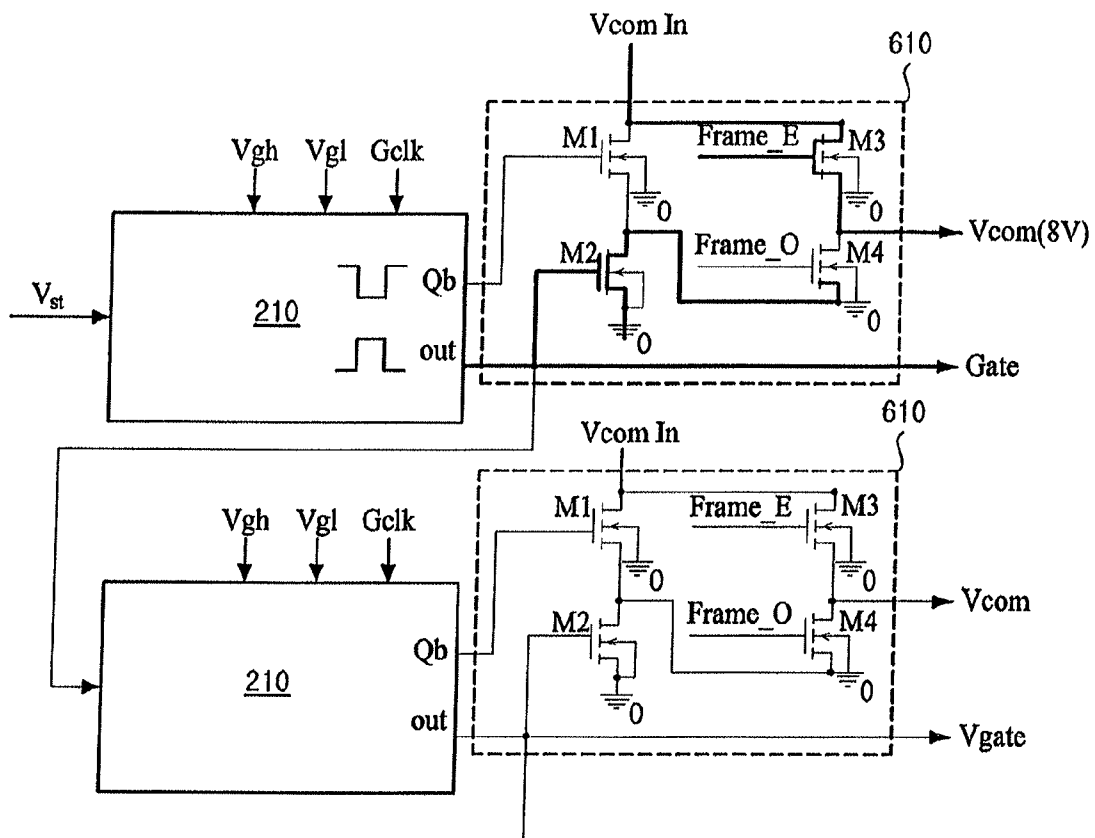 Vcom In
610
Vgh
Vgl
Gclk
M1
Frame_E
M3
0
0
Vst
Qb
210
out
M2
Frame_O
M4
Vcom(8V)
0
0
Gate
Vcom In
610
Vgh
Vgl
Gclk
M1
Frame_E
M3
0
0
Qb
210
out
M2
Frame_O
M4
Vcom
0
0
Vgate